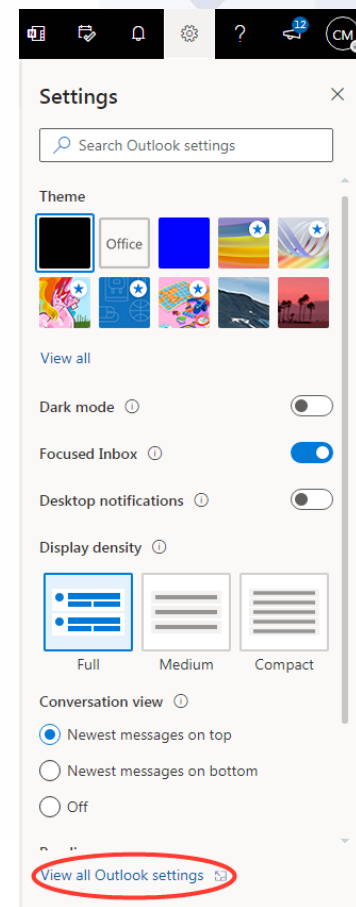 12
CM
Settings
Search Outlook settings
Theme
Office
View all
Dark mode
Focused Inbox
Desktop notifications
Display density
Full Medium Compact
Conversation view
Newest messages on top
Newest messages on bottom
Off
View all Outlook settings